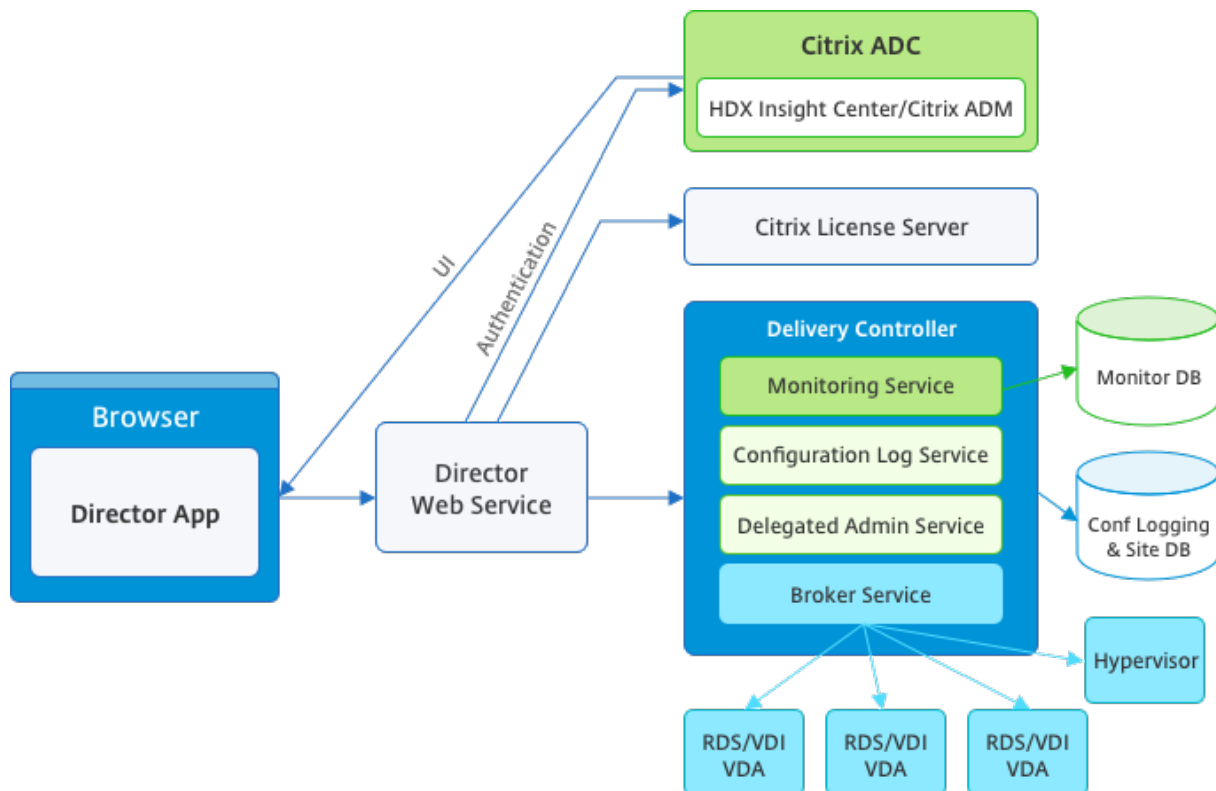 Citrix ADC
HDX Insight Center/Citrix ADM
UI
Authentication
Citrix License Server
Delivery Controller
Monitoring Service
Configuration Log Service
Delegated Admin Service
Broker Service
Monitor DB
Conf Logging
& Site DB
Browser
Director App
Director
Web Service
Hypervisor
RDS/VDI
VDA
RDS/VDI
VDA
RDS/VDI
VDA